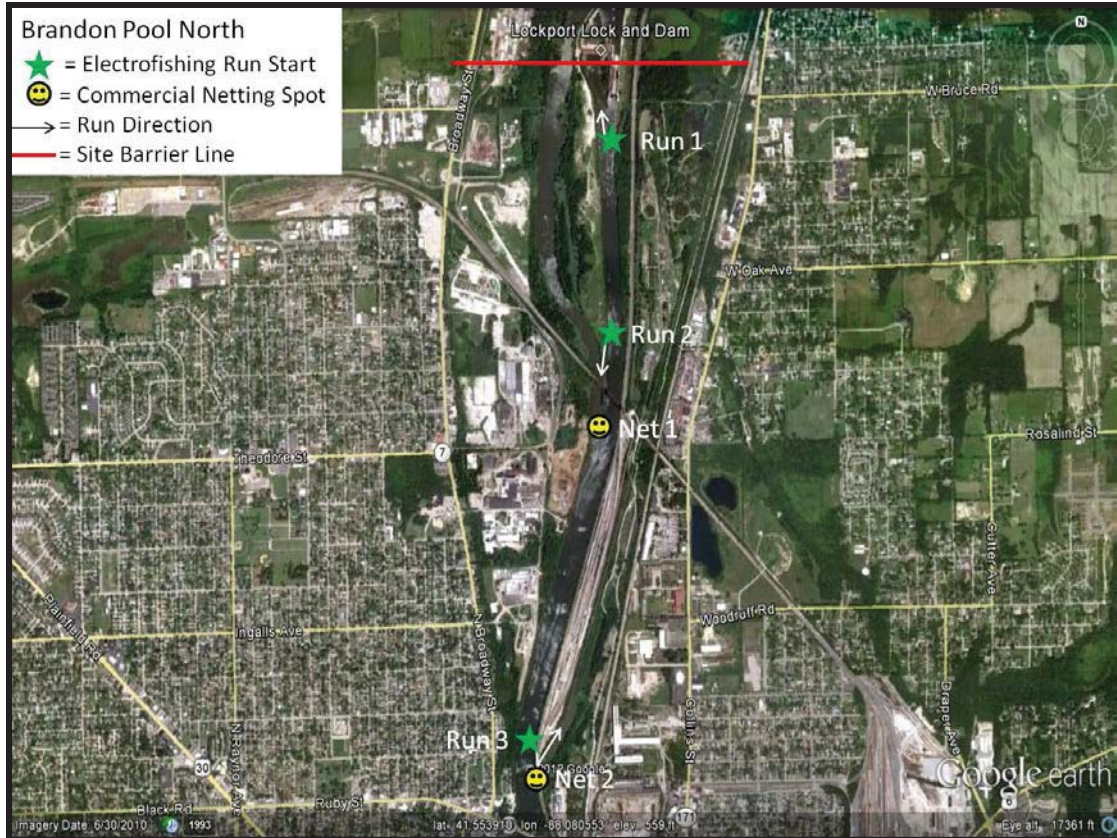 Brandon Pool North
= Electrofishing Run Start
= Commercial Netting Spot
= Run Direction
= Site Barrier Line
Lockport Lock and Dam
N
Broadway St
W Bruce Rd
Run 1
W Oak Ave
Run 2
Net 1
Rosalind St
Theodore St
7
Gutter Ave
Plainfield Rd
Woodruff Rd
Ingalls Ave
N Broadway St
N Raynor Ave
Collins St
Draper Ave
Run 3
30
2012 Google
Net 2
Google earth
Black Rd
Ruby St
171
Imagery Date: 6/30/2010
1993
lat 41.553910 lon -88.080553 elev 559 ft
Eye alt 17361 ft